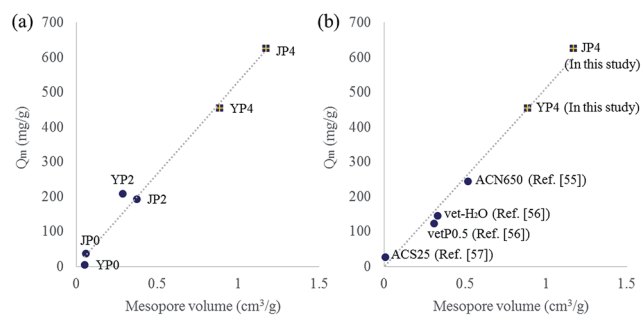 (a)
700
600
500
400
300
200
100
0
Qm (mg/g)
JP4
YP4
YP2
JP2
JP0
YP0
0
0.5
1
1.5
Mesopore volume (cm³/g)
(b)
700
600
500
400
300
200
100
0
Qm (mg/g)
JP4
(In this study)
YP4 (In this study)
ACN650 (Ref. [55])
vet-H₂O (Ref. [56])
vetP0.5 (Ref. [56])
ACS25 (Ref. [57])
0
0.5
1
1.5
Mesopore volume (cm³/g)